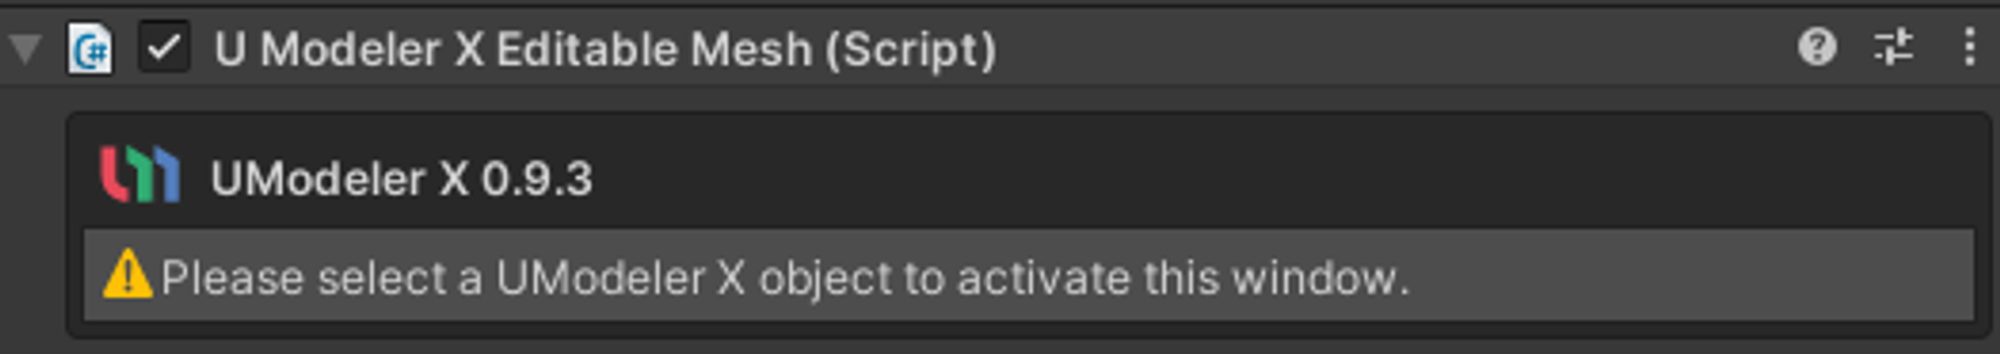 U Modeler X Editable Mesh (Script)
UModeler X 0.9.3
Please select a UModeler X object to activate this window.